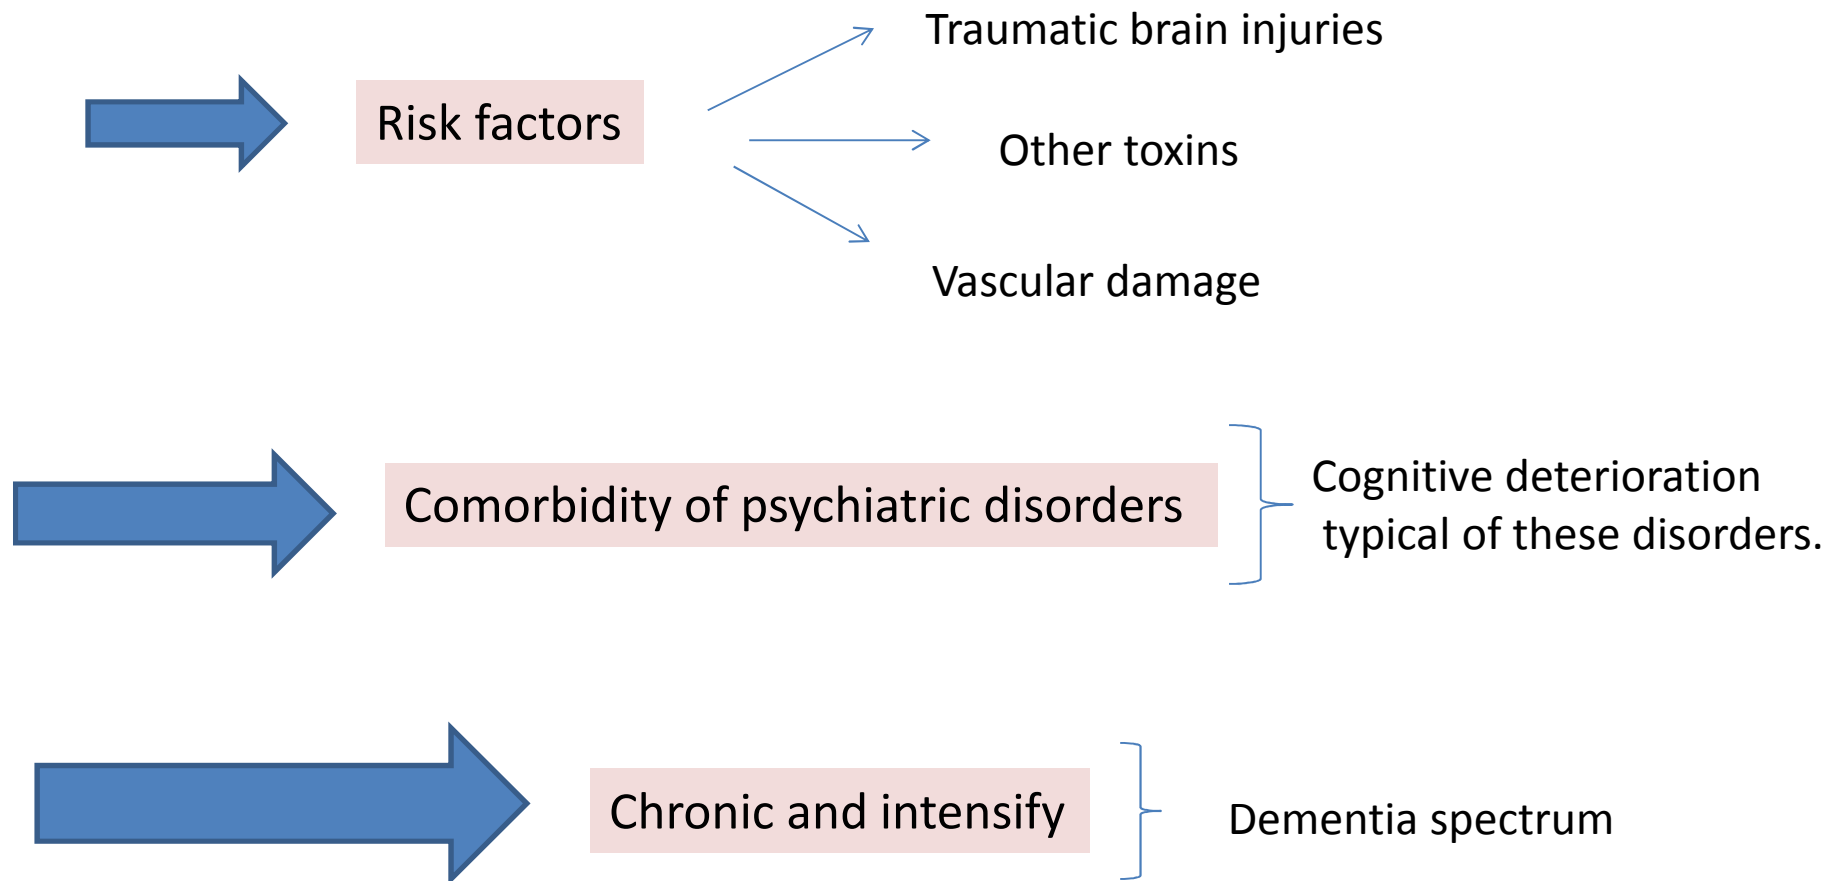 Traumatic brain injuries
Risk factors
Other toxins
Vascular damage
Comorbidity of psychiatric disorders
Cognitive deterioration
typical of these disorders.
Chronic and intensify
Dementia spectrum